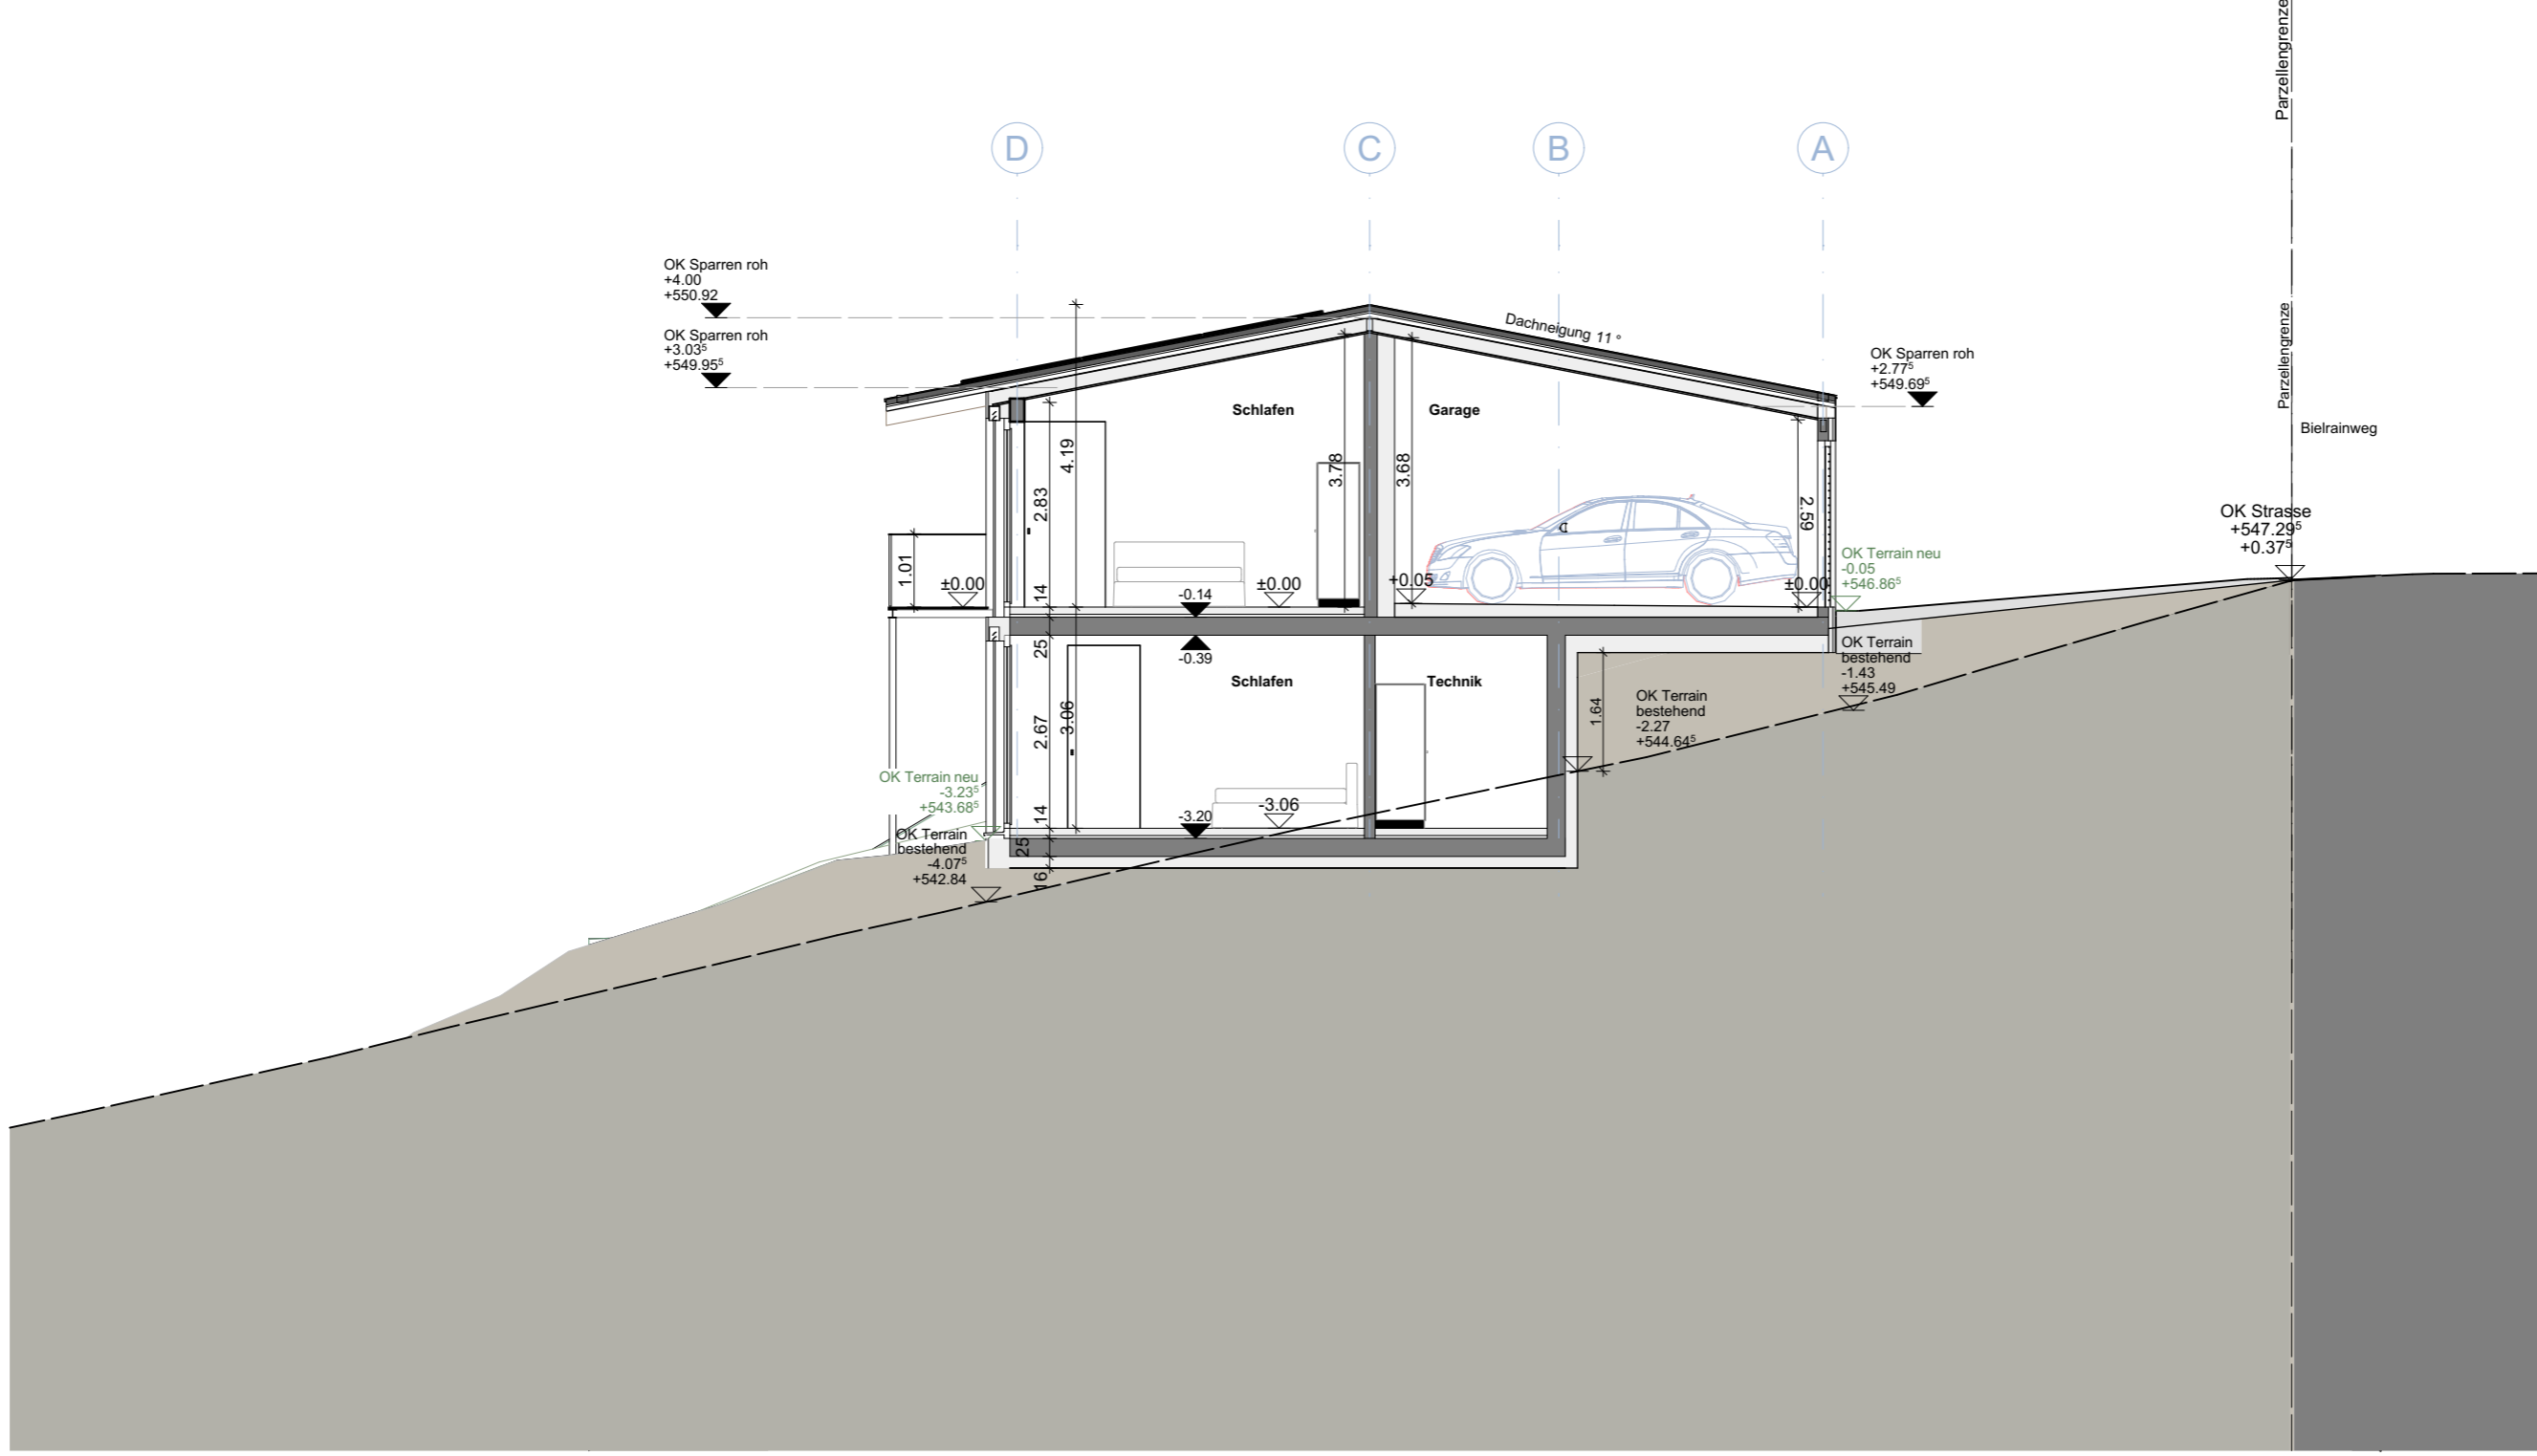 Parzellengrenze
D
C
B
A
OK Sparren roh
+4.00
+550.92
OK Sparren roh
+3.03⁵
+549.95⁵
Dachneigung 11 °
OK Sparren roh
+2.77⁵
+549.69⁵
Parzellengrenze
Bielrainweg
Schlafen
Garage
4.19
2.83
3.78
3.68
2.59
OK Strasse
+547.29⁵
+0.37⁵
1.01
±0.00
14
-0.14
±0.00
+0.05
±0.00
OK Terrain neu
-0.05
+546.86⁵
25
-0.39
OK Terrain
bestehend
-1.43
+545.49
Schlafen
Technik
2.67
3.06
1.64
OK Terrain
bestehend
-2.27
+544.64⁵
OK Terrain neu
-3.23⁵
+543.68⁵
14
-3.20
-3.06
OK Terrain
bestehend
-4.07⁵
+542.84
25
16